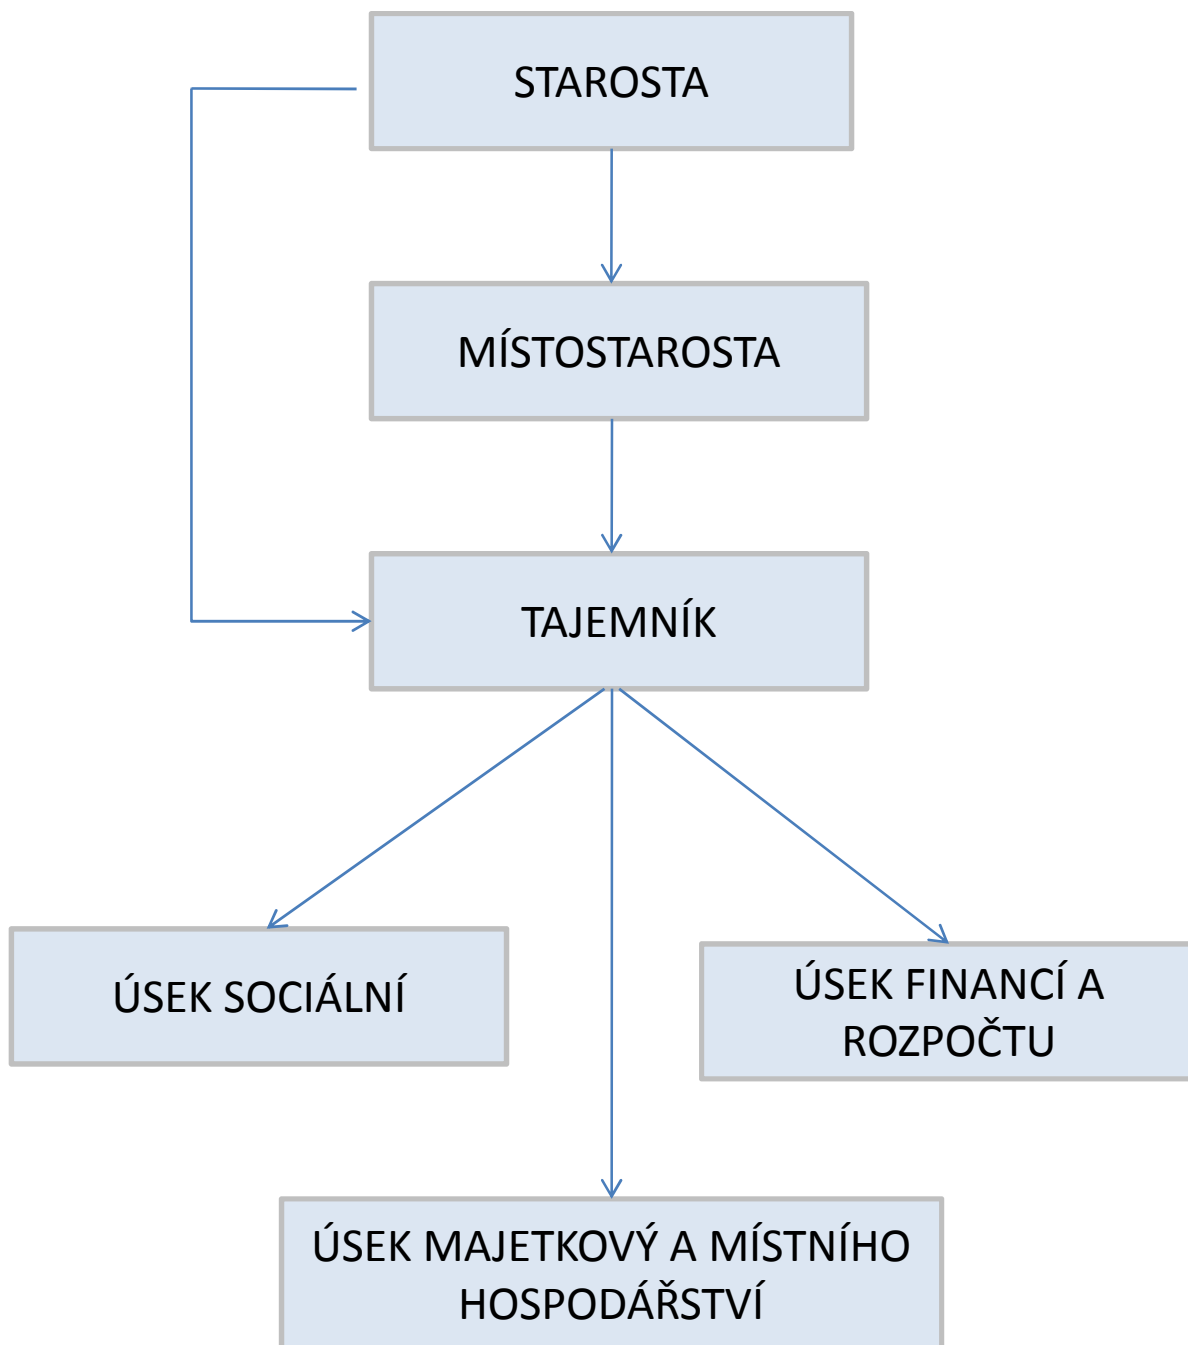 STAROSTA
MÍSTOSTAROSTA
TAJEMNÍK
ÚSEK SOCIÁLNÍ
ÚSEK FINANCÍ A
ROZPOČTU
ÚSEK MAJETKOVÝ A MÍSTNÍHO
HOSPODÁŘSTVÍ